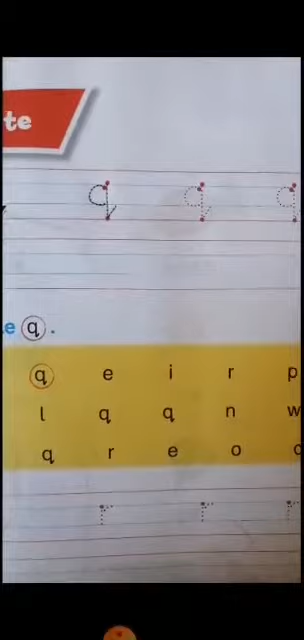 te
q q q
e q .
q e i r p
l q q n w
q r e o
r r r